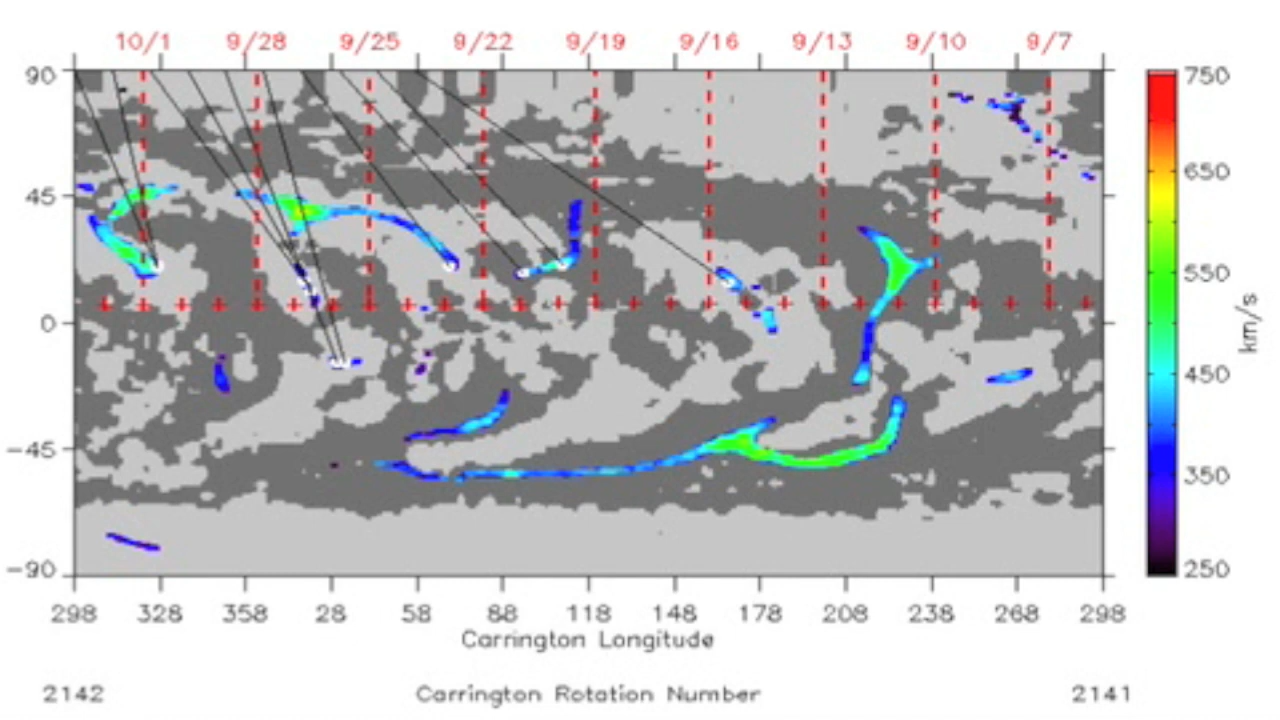 10/1 9/28 9/25 9/22 9/19 9/16 9/13 9/10 9/7
90
45
0
-45
-90
298 328 358 28 58 88 118 148 178 208 238 268 298
Carrington Longitude
2142 Carrington Rotation Number 2141
750
650
550
450
350
250
km/s